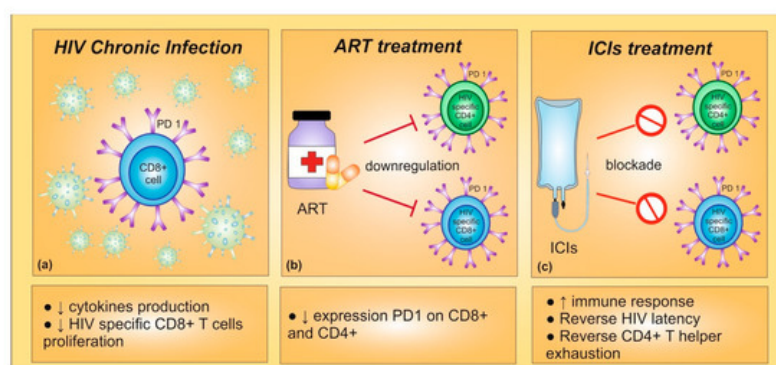 HIV Chronic Infection
PD 1
CD8+
cell
(a)
● ↓ cytokines production
● ↓ HIV specific CD8+ T cells
proliferation
ART treatment
PD 1
HIV
specific
CD4+
cell
downregulation
ART
PD 1
HIV
specific
CD8+
cell
(b)
● ↓ expression PD1 on CD8+
and CD4+
ICIs treatment
PD 1
HIV
specific
CD4+
cell
blockade
ICIs
PD 1
HIV
specific
CD8+
cell
(c)
● ↑ immune response
● Reverse HIV latency
● Reverse CD4+ T helper
exhaustion